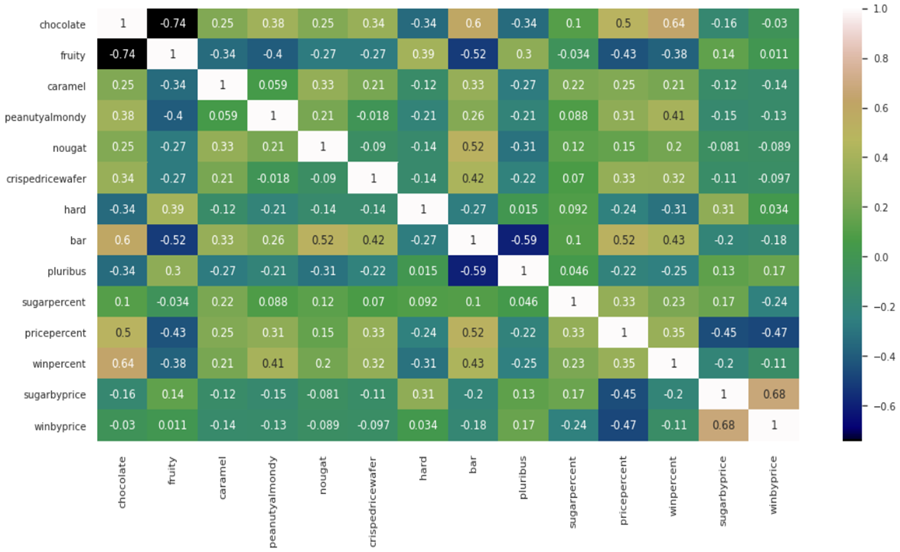 chocolate 1 -0.74 0.25 0.38 0.25 0.34 -0.34 0.6 -0.34 0.1 0.5 0.64 -0.16 -0.03
fruity -0.74 1 -0.34 -0.4 -0.27 -0.27 0.39 -0.52 0.3 -0.034 -0.43 -0.38 0.14 0.011
caramel 0.25 -0.34 1 0.059 0.33 0.21 -0.12 0.33 -0.27 0.22 0.25 0.21 -0.12 -0.14
peanutyalmondy 0.38 -0.4 0.059 1 0.21 -0.018 -0.21 0.26 -0.21 0.088 0.31 0.41 -0.15 -0.13
nougat 0.25 -0.27 0.33 0.21 1 -0.09 -0.14 0.52 -0.31 0.12 0.15 0.2 -0.081 -0.089
crispedricewafer 0.34 -0.27 0.21 -0.018 -0.09 1 -0.14 0.42 -0.22 0.07 0.33 0.32 -0.11 -0.097
hard -0.34 0.39 -0.12 -0.21 -0.14 -0.14 1 -0.27 0.015 0.092 -0.24 -0.31 0.31 0.034
bar 0.6 -0.52 0.33 0.26 0.52 0.42 -0.27 1 -0.59 0.1 0.52 0.43 -0.2 -0.18
pluribus -0.34 0.3 -0.27 -0.21 -0.31 -0.22 0.015 -0.59 1 0.046 -0.22 -0.25 0.13 0.17
sugarpercent 0.1 -0.034 0.22 0.088 0.12 0.07 0.092 0.1 0.046 1 0.33 0.23 0.17 -0.24
pricepercent 0.5 -0.43 0.25 0.31 0.15 0.33 -0.24 0.52 -0.22 0.33 1 0.35 -0.45 -0.47
winpercent 0.64 -0.38 0.21 0.41 0.2 0.32 -0.31 0.43 -0.25 0.23 0.35 1 -0.2 -0.11
sugarbyprice -0.16 0.14 -0.12 -0.15 -0.081 -0.11 0.31 -0.2 0.13 0.17 -0.45 -0.2 1 0.68
winbyprice -0.03 0.011 -0.14 -0.13 -0.089 -0.097 0.034 -0.18 0.17 -0.24 -0.47 -0.11 0.68 1
chocolate
fruity
caramel
peanutyalmondy
nougat
crispedricewafer
hard
bar
pluribus
sugarpercent
pricepercent
winpercent
sugarbyprice
winbyprice
1.0
0.8
0.6
0.4
0.2
0.0
−0.2
−0.4
−0.6